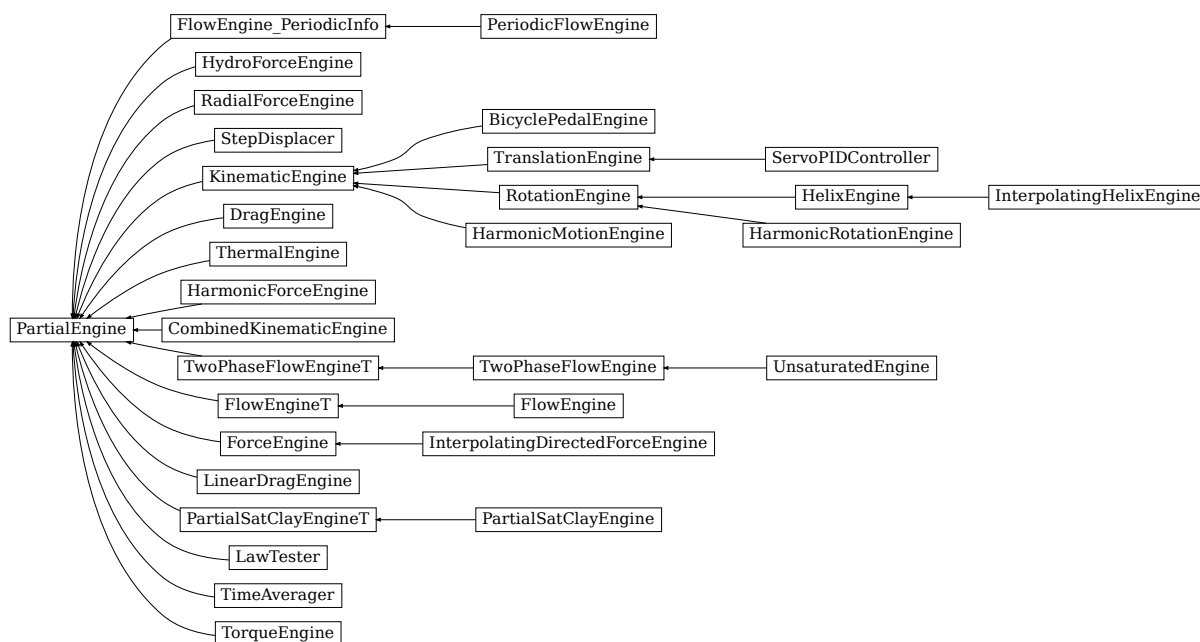 FlowEngine_PeriodicInfo
PeriodicFlowEngine
HydroForceEngine
RadialForceEngine
BicyclePedalEngine
StepDisplacer
TranslationEngine
ServoPIDController
KinematicEngine
RotationEngine
HelixEngine
InterpolatingHelixEngine
DragEngine
HarmonicMotionEngine
HarmonicRotationEngine
ThermalEngine
HarmonicForceEngine
PartialEngine
CombinedKinematicEngine
TwoPhaseFlowEngineT
TwoPhaseFlowEngine
UnsaturatedEngine
FlowEngineT
FlowEngine
ForceEngine
InterpolatingDirectedForceEngine
LinearDragEngine
PartialSatClayEngineT
PartialSatClayEngine
LawTester
TimeAverager
TorqueEngine